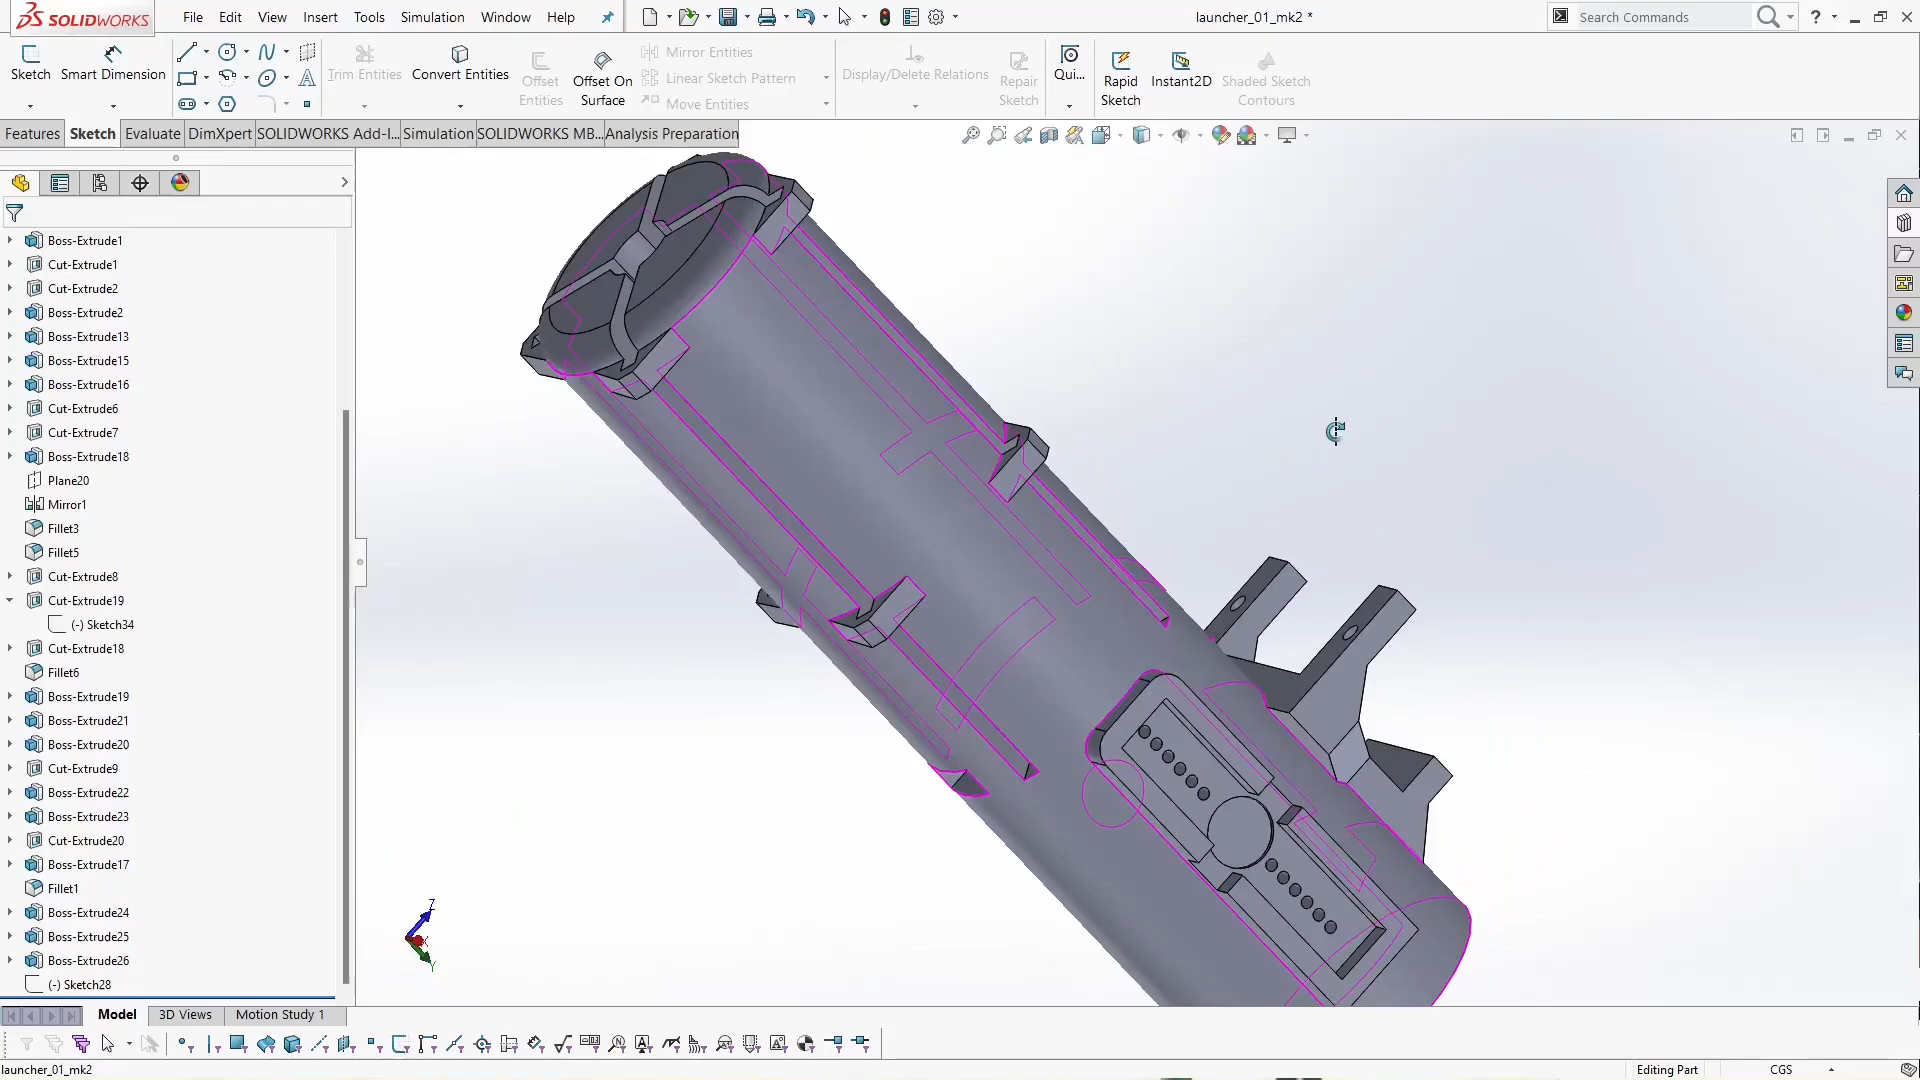 SOLIDWORKS
File Edit View Insert Tools Simulation Window Help
launcher_01_mk2 *
Search Commands
Sketch Smart Dimension
Trim Entities Convert Entities
Offset Entities
Offset On Surface
Mirror Entities
Linear Sketch Pattern
Move Entities
Display/Delete Relations
Repair Sketch
Qui...
Rapid Sketch
Instant2D
Shaded Sketch Contours
Features Sketch Evaluate DimXpert SOLIDWORKS Add-I... Simulation SOLIDWORKS MB... Analysis Preparation
Boss-Extrude1
Cut-Extrude1
Cut-Extrude2
Boss-Extrude2
Boss-Extrude13
Boss-Extrude15
Boss-Extrude16
Cut-Extrude6
Cut-Extrude7
Boss-Extrude18
Plane20
Mirror1
Fillet3
Fillet5
Cut-Extrude8
Cut-Extrude19
(-) Sketch34
Cut-Extrude18
Fillet6
Boss-Extrude19
Boss-Extrude21
Boss-Extrude20
Cut-Extrude9
Boss-Extrude22
Boss-Extrude23
Cut-Extrude20
Boss-Extrude17
Fillet1
Boss-Extrude24
Boss-Extrude25
Boss-Extrude26
(-) Sketch28
Z
X
Y
Model 3D Views Motion Study 1
launcher_01_mk2
Editing Part CGS